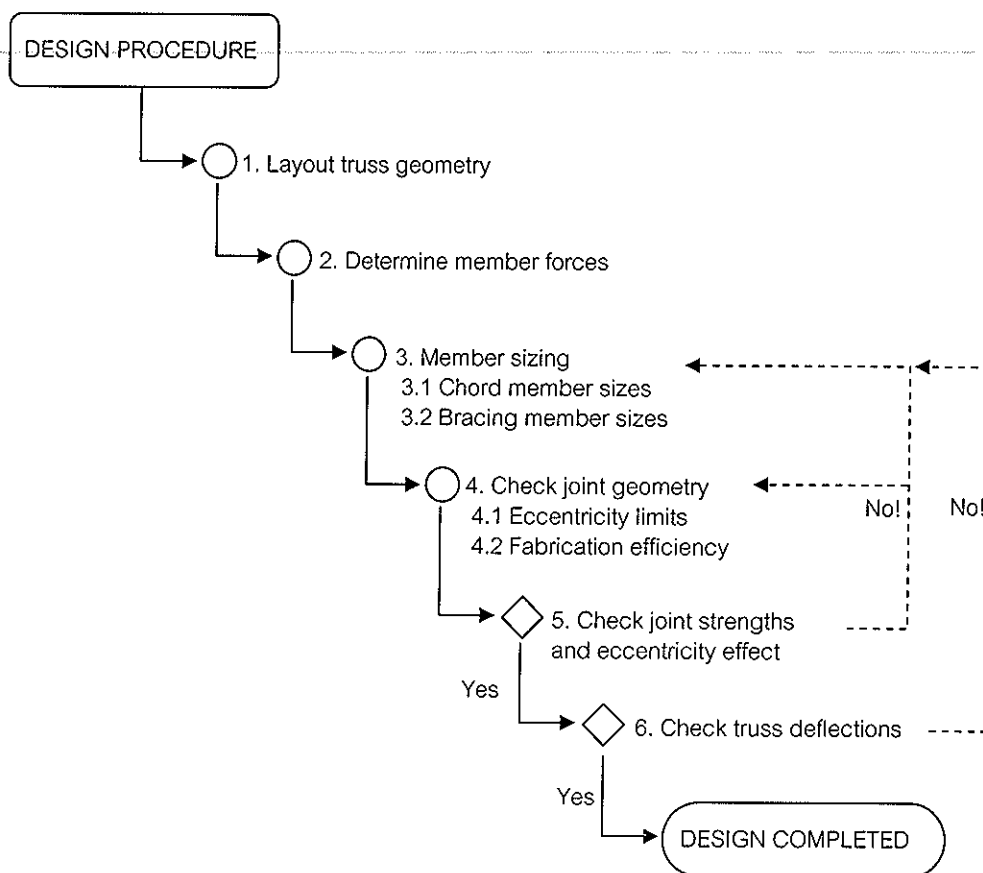 DESIGN PROCEDURE
1. Layout truss geometry
2. Determine member forces
3. Member sizing
3.1 Chord member sizes
3.2 Bracing member sizes
4. Check joint geometry
4.1 Eccentricity limits
4.2 Fabrication efficiency
No!
No!
5. Check joint strengths
and eccentricity effect
Yes
6. Check truss deflections
Yes
DESIGN COMPLETED